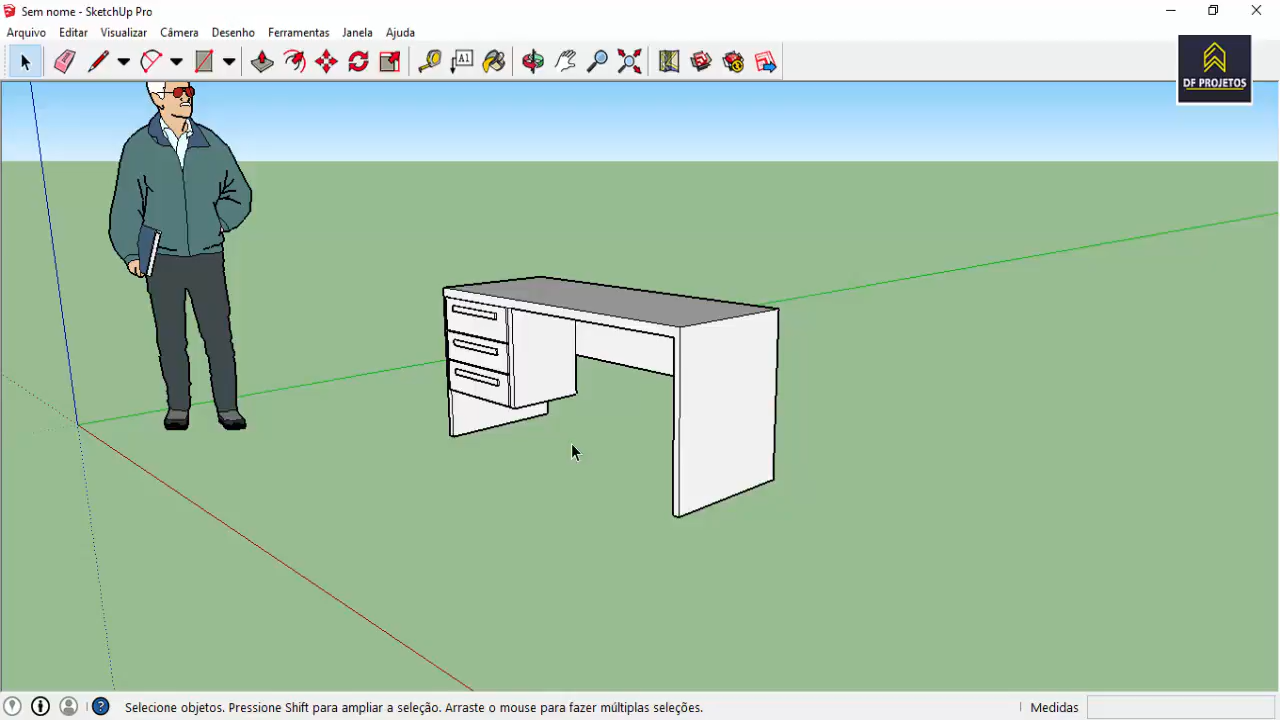 Sem nome - SketchUp Pro
Arquivo Editar Visualizar Câmera Desenho Ferramentas Janela Ajuda
A1
DF PROJETOS
Selecione objetos. Pressione Shift para ampliar a seleção. Arraste o mouse para fazer múltiplas seleções.
Medidas